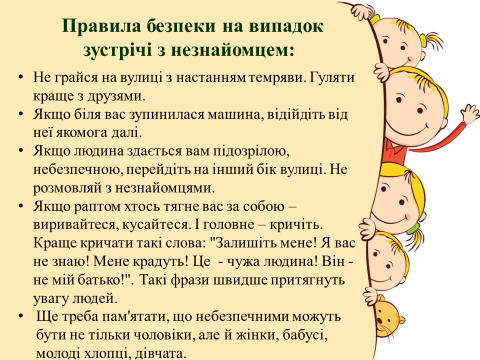 Правила безпеки на випадок
зустрічі з незнайомцем:
• Не грайся на вулиці з настанням темряви. Гуляти
краще з друзями.
• Якщо біля вас зупинилася машина, відійдіть від
неї якомога далі.
• Якщо людина здається вам підозрілою,
небезпечною, перейдіть на інший бік вулиці. Не
розмовляй з незнайомцями.
• Якщо раптом хтось тягне вас за собою –
виривайтеся, кусайтеся. І головне – кричіть.
Краще кричати такі слова: "Залишіть мене! Я вас
не знаю! Мене крадуть! Це - чужа людина! Він -
не мій батько!". Такі фрази швидше притягнуть
увагу людей.
• Ще треба пам'ятати, що небезпечними можуть
бути не тільки чоловіки, але й жінки, бабусі,
молоді хлопці, дівчата.